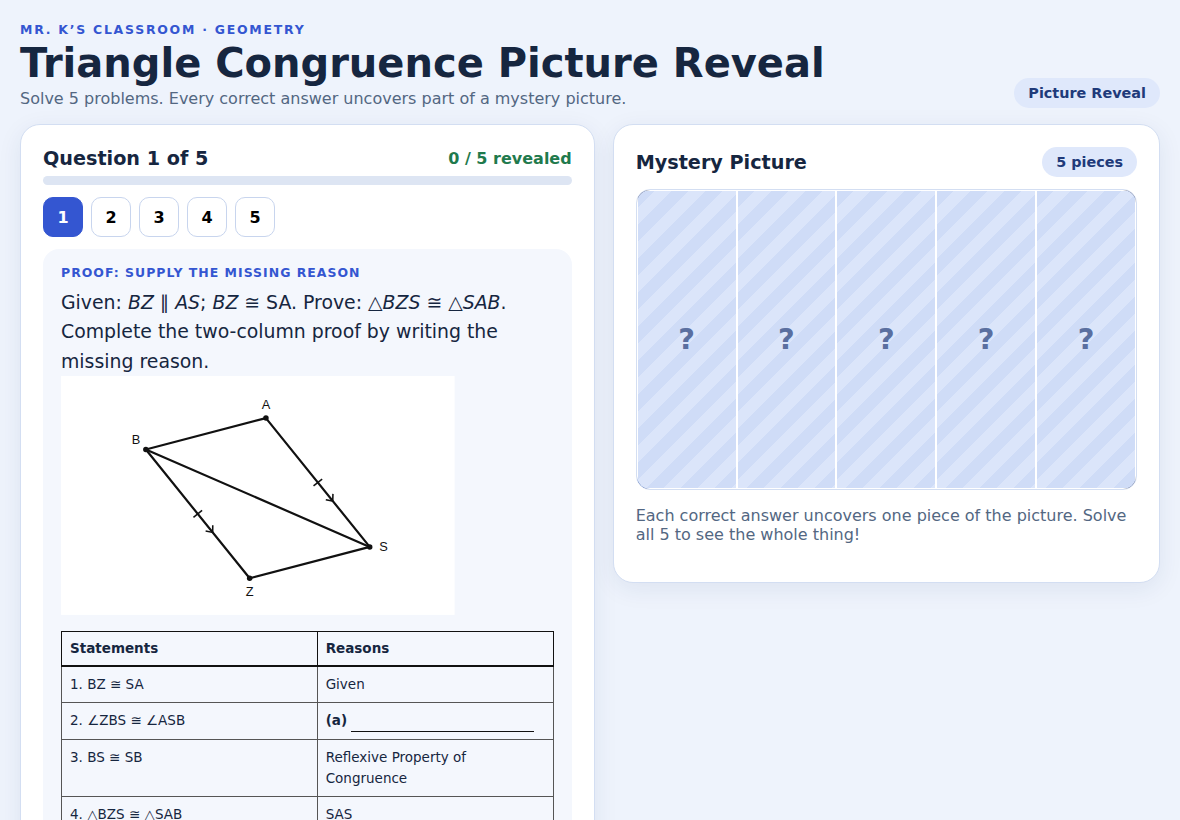 MR. K’S CLASSROOM · GEOMETRY
Triangle Congruence Picture Reveal
Solve 5 problems. Every correct answer uncovers part of a mystery picture.
Picture Reveal
Question 1 of 5
0 / 5 revealed
1 2 3 4 5
PROOF: SUPPLY THE MISSING REASON
Given: BZ ∥ AS; BZ ≅ SA. Prove: △BZS ≅ △SAB.
Complete the two-column proof by writing the
missing reason.
A
B
S
Z
Statements Reasons
1. BZ ≅ SA Given
2. ∠ZBS ≅ ∠ASB (a)
3. BS ≅ SB Reflexive Property of
Congruence
4. △BZS ≅ △SAB SAS
Mystery Picture
5 pieces
? ? ? ? ?
Each correct answer uncovers one piece of the picture. Solve
all 5 to see the whole thing!